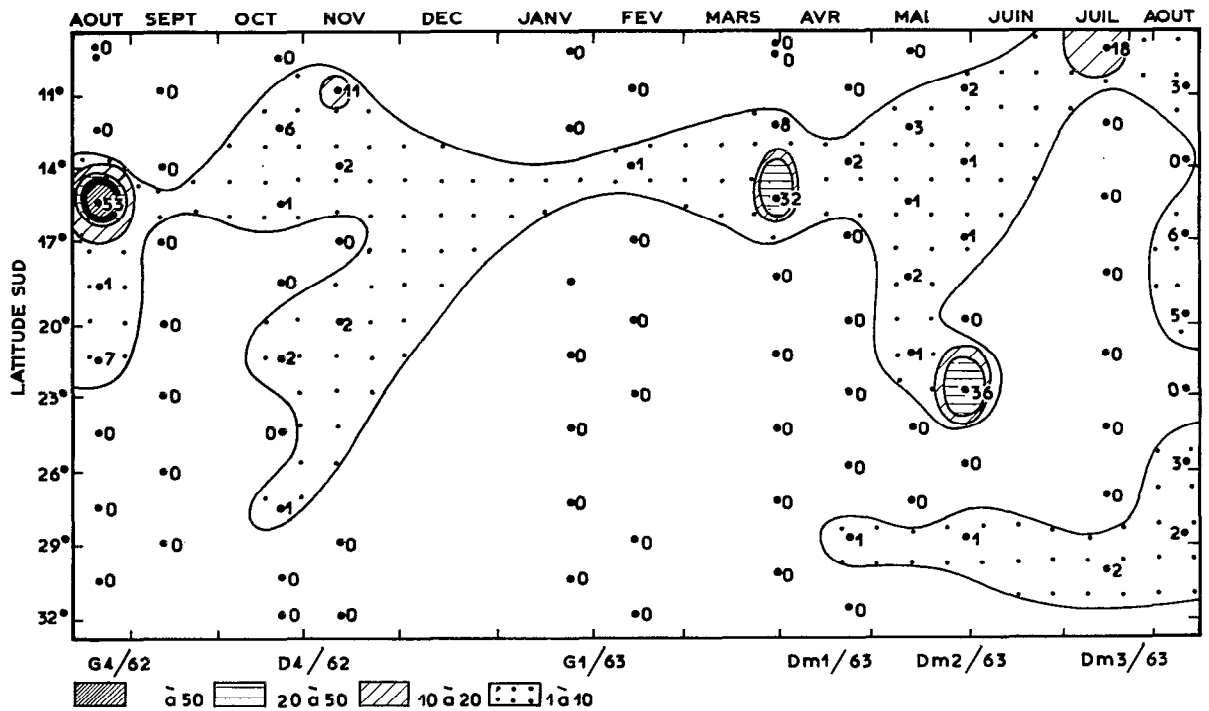 AOUT SEPT OCT NOV DEC JANV FEV MARS AVR MAI JUIN JUIL AOUT
•0 •0 •0 •0 •0 •0 •18
11° •0 •11 •0 •0 •2 3•
•0 •6 •0 •8 •3 •0
14° •0 •2 •1 •2 •1 0•
•53 •1 •32 •1 •0
17° •0 •0 •0 •0 •1 6•
•1 •0 •0 •2 •0
20° •0 •2 •0 •0 •0 5•
•7 •2 •0 •0 •1 •0
23° •0 •0 •0 •36 0•
•0 0• •0 •0 •0 •0
26° •0 •0 •0 3•
•0 •1 •0 •0 •0 •0
29° •0 •0 •0 •1 •1 2•
•0 •0 •0 •0 •2
32° •0 •0 •0 •0
LATITUDE SUD
G4/62 D4/62 G1/63 Dm1/63 Dm2/63 Dm3/63
à 50 20 à 50 10 à 20 1 à 10